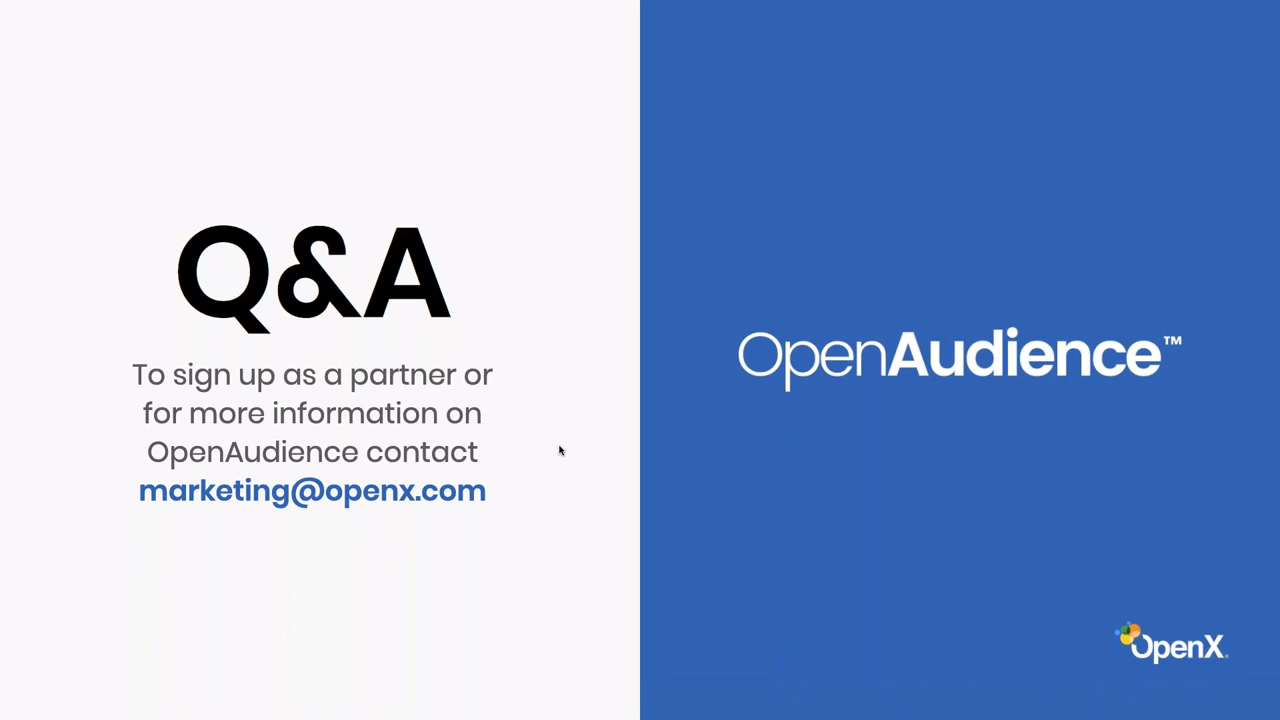 Q&A
To sign up as a partner or
for more information on
OpenAudience contact
marketing@openx.com
OpenAudience™
OpenX.